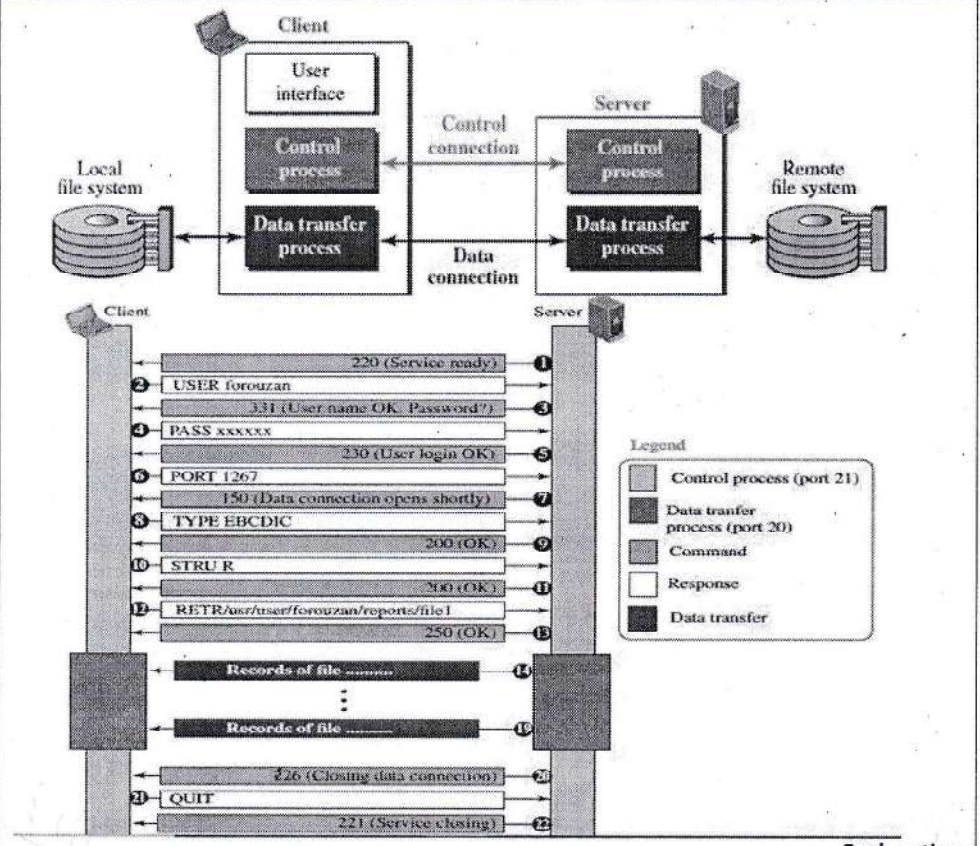 Client
User
interface
Control
process
Data transfer
process
Control
connection
Data
connection
Server
Control
process
Data transfer
process
Local
file system
Remote
file system
Client
Server
220 (Service ready) 1
2 USER forouzan
331 (User name OK. Password?) 3
4 PASS xxxxxx
230 (User login OK) 5
6 PORT 1267
150 (Data connection opens shortly) 7
8 TYPE EBCDIC
200 (OK) 9
10 STRU R
200 (OK) 11
12 RETR/usr/user/forouzan/reports/file1
250 (OK) 13
Records of file ........... 14
Records of file ........... 19
226 (Closing data connection) 20
21 QUIT
221 (Service closing) 22
Legend
Control process (port 21)
Data tranfer
process (port 20)
Command
Response
Data transfer